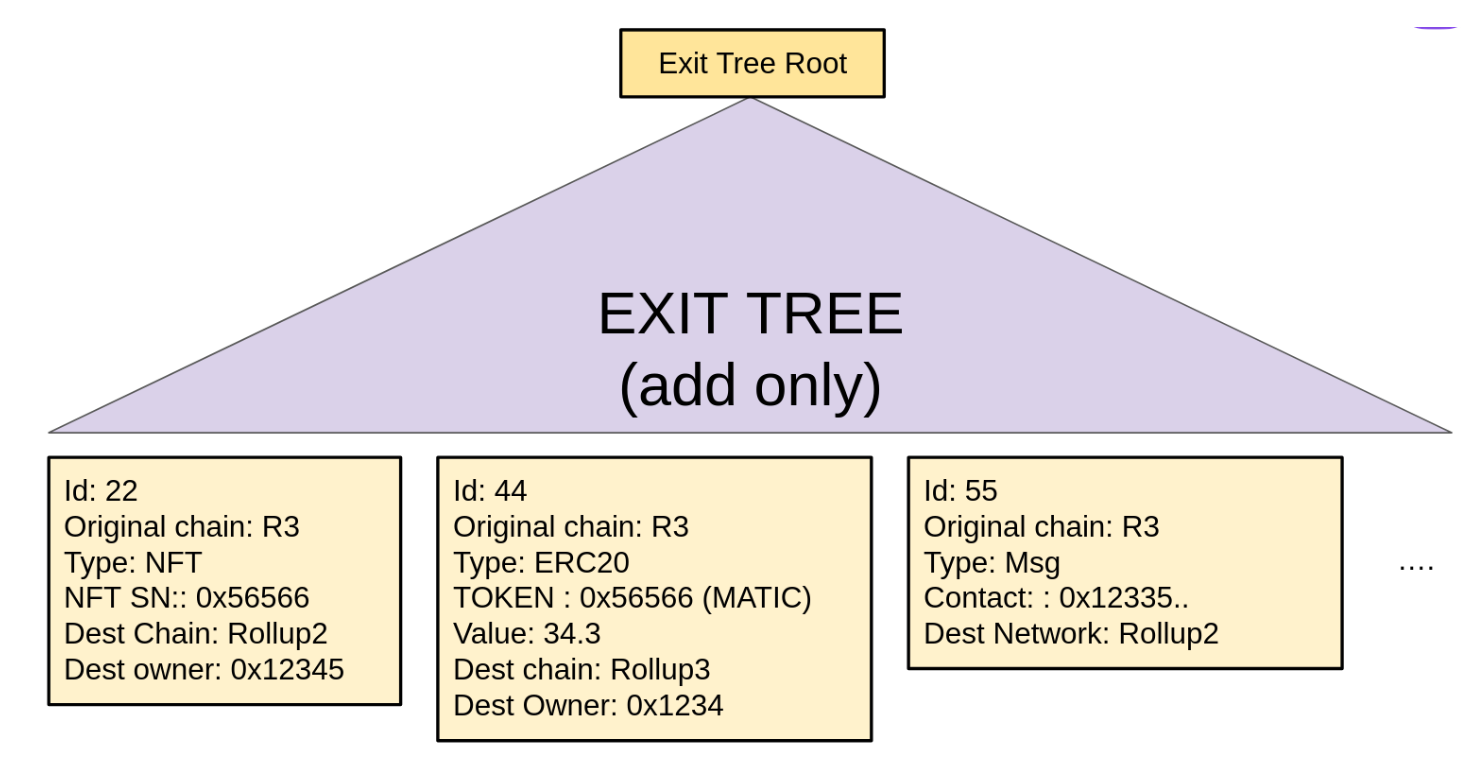 Exit Tree Root
EXIT TREE
(add only)
Id: 22
Original chain: R3
Type: NFT
NFT SN:: 0x56566
Dest Chain: Rollup2
Dest owner: 0x12345
Id: 44
Original chain: R3
Type: ERC20
TOKEN : 0x56566 (MATIC)
Value: 34.3
Dest chain: Rollup3
Dest Owner: 0x1234
Id: 55
Original chain: R3
Type: Msg
Contact: : 0x12335..
Dest Network: Rollup2
....